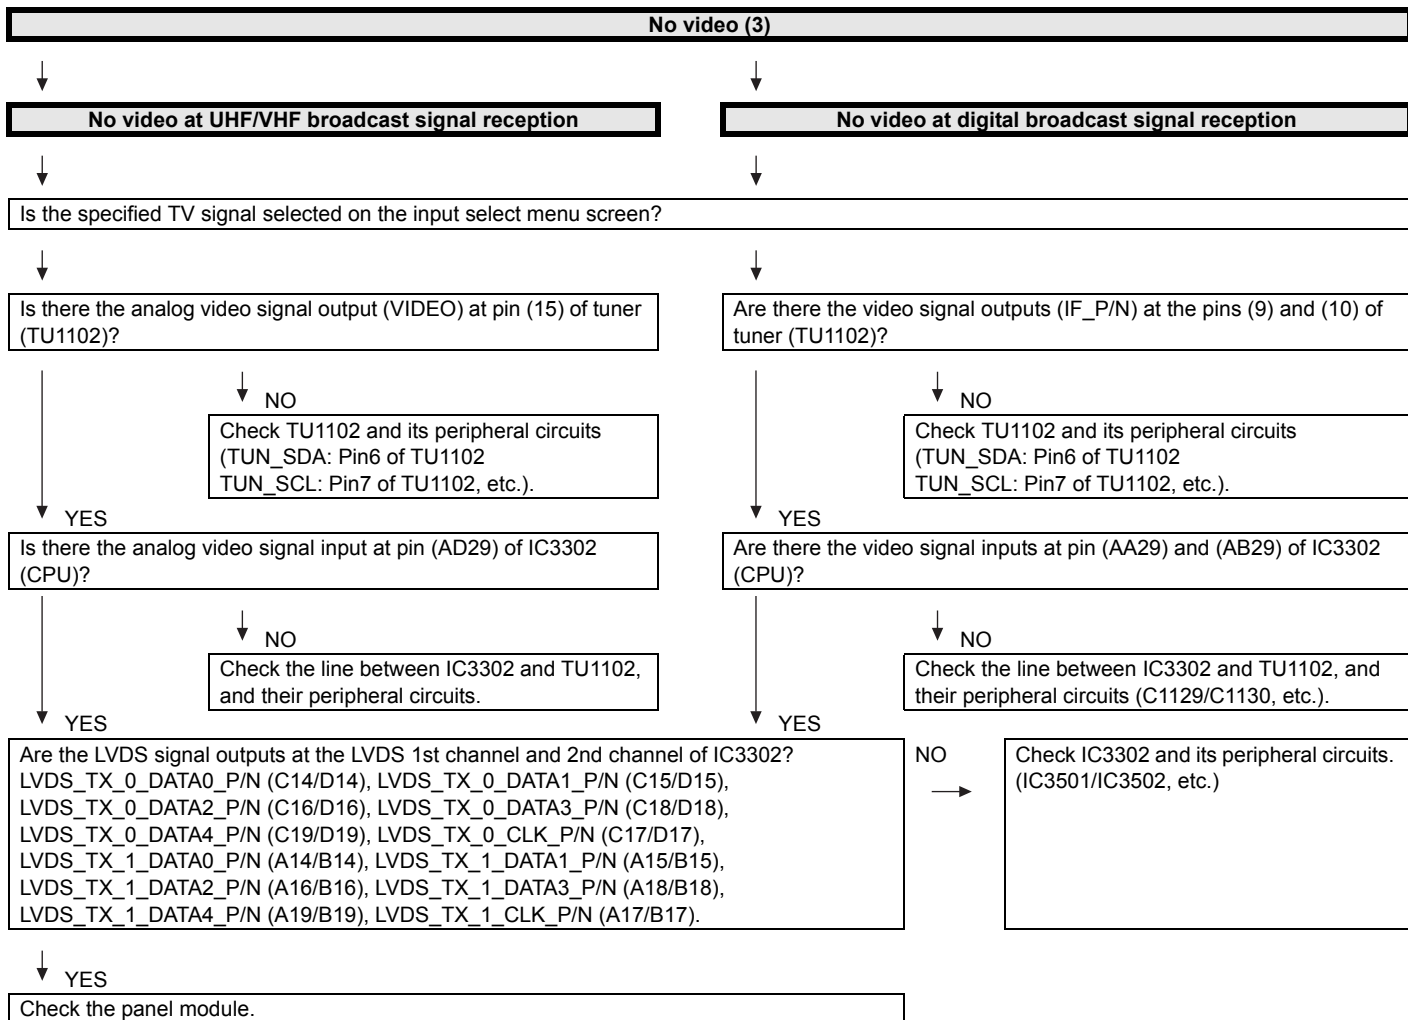 No video (3)
No video at UHF/VHF broadcast signal reception
No video at digital broadcast signal reception
Is the specified TV signal selected on the input select menu screen?
Is there the analog video signal output (VIDEO) at pin (15) of tuner
(TU1102)?
Are there the video signal outputs (IF_P/N) at the pins (9) and (10) of
tuner (TU1102)?
NO
Check TU1102 and its peripheral circuits
(TUN_SDA: Pin6 of TU1102
TUN_SCL: Pin7 of TU1102, etc.).
NO
Check TU1102 and its peripheral circuits
(TUN_SDA: Pin6 of TU1102
TUN_SCL: Pin7 of TU1102, etc.).
YES
YES
Is there the analog video signal input at pin (AD29) of IC3302
(CPU)?
Are there the video signal inputs at pin (AA29) and (AB29) of IC3302
(CPU)?
NO
Check the line between IC3302 and TU1102,
and their peripheral circuits.
NO
Check the line between IC3302 and TU1102, and
their peripheral circuits (C1129/C1130, etc.).
YES
YES
Are the LVDS signal outputs at the LVDS 1st channel and 2nd channel of IC3302?
LVDS_TX_0_DATA0_P/N (C14/D14), LVDS_TX_0_DATA1_P/N (C15/D15),
LVDS_TX_0_DATA2_P/N (C16/D16), LVDS_TX_0_DATA3_P/N (C18/D18),
LVDS_TX_0_DATA4_P/N (C19/D19), LVDS_TX_0_CLK_P/N (C17/D17),
LVDS_TX_1_DATA0_P/N (A14/B14), LVDS_TX_1_DATA1_P/N (A15/B15),
LVDS_TX_1_DATA2_P/N (A16/B16), LVDS_TX_1_DATA3_P/N (A18/B18),
LVDS_TX_1_DATA4_P/N (A19/B19), LVDS_TX_1_CLK_P/N (A17/B17).
NO
Check IC3302 and its peripheral circuits.
(IC3501/IC3502, etc.)
YES
Check the panel module.